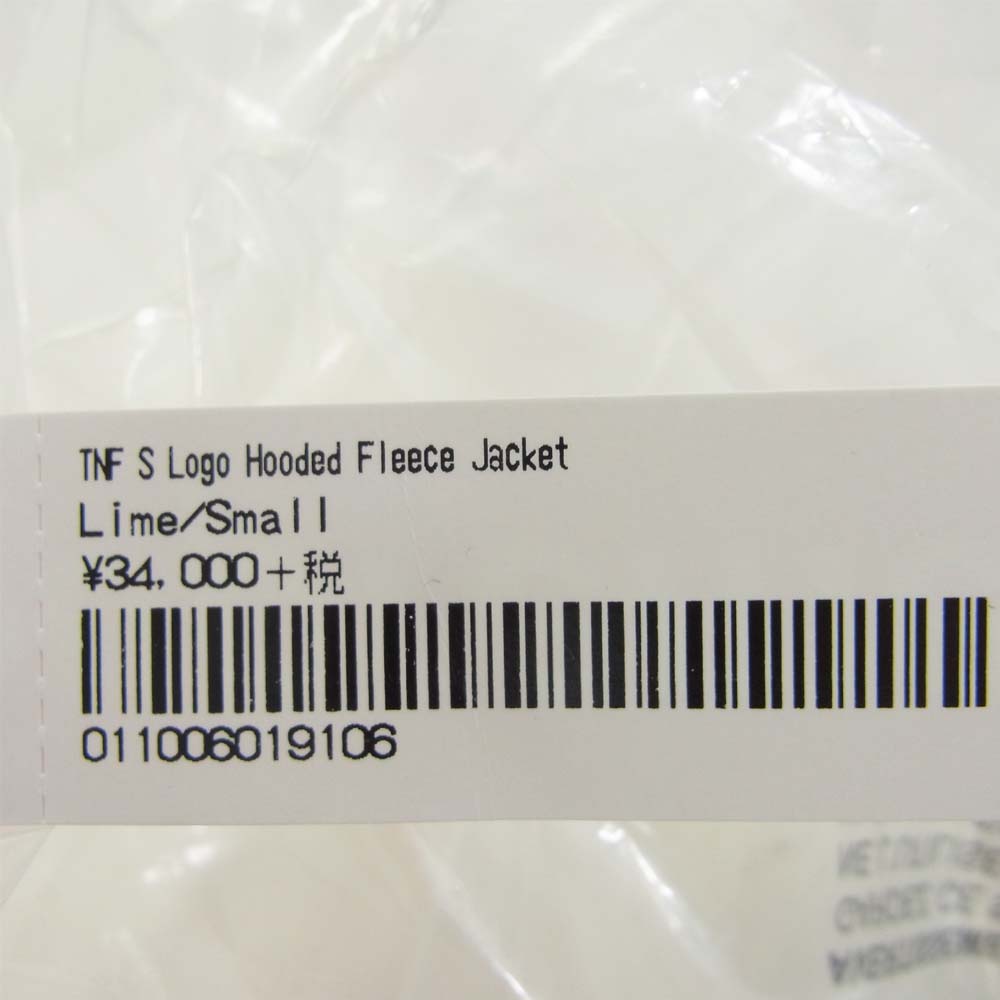 TNF S Logo Hooded Fleece Jacket
Lime/Small
¥34,000+税
011006019106